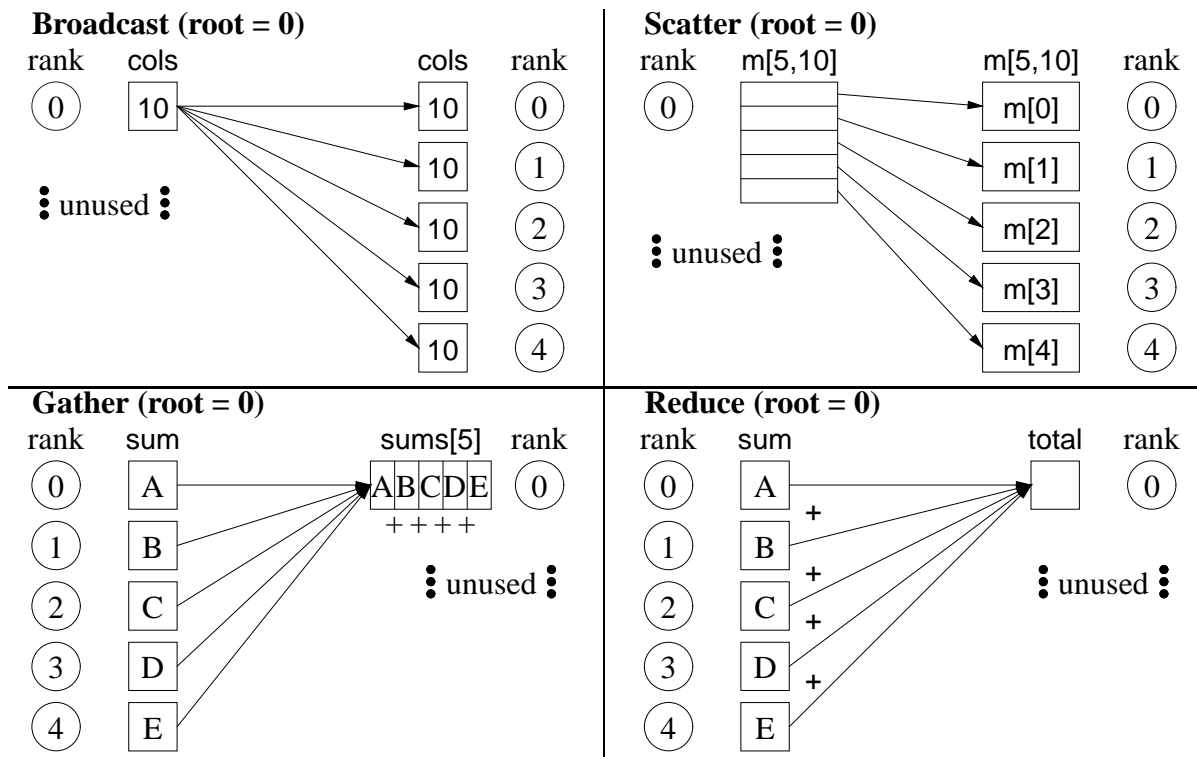 Broadcast (root = 0)
rank cols cols rank
0 10 10 0
10 1
unused
10 2
10 3
10 4
Scatter (root = 0)
rank m[5,10] m[5,10] rank
0 m[0] 0
m[1] 1
m[2] 2
unused
m[3] 3
m[4] 4
Gather (root = 0)
rank sum sums[5] rank
0 A A B C D E 0
+ + + +
1 B
unused
2 C
3 D
4 E
Reduce (root = 0)
rank sum total rank
0 A 0
+
1 B
+
unused
2 C
+
3 D
+
4 E